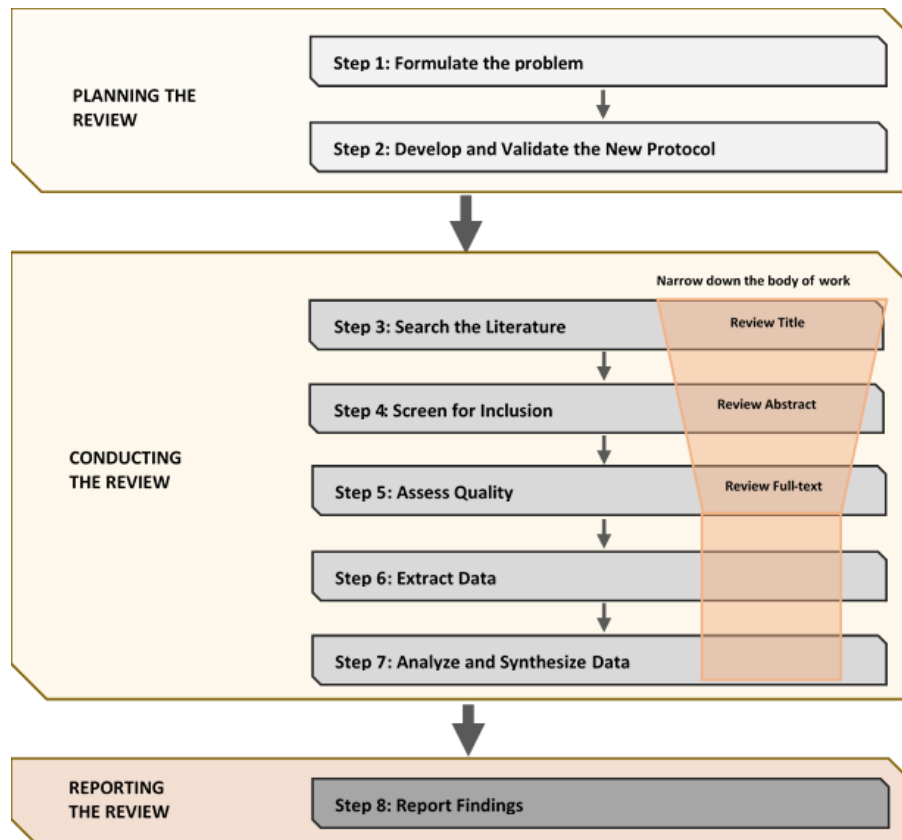 PLANNING THE
REVIEW
Step 1: Formulate the problem
Step 2: Develop and Validate the New Protocol
CONDUCTING
THE REVIEW
Narrow down the body of work
Step 3: Search the Literature
Review Title
Step 4: Screen for Inclusion
Review Abstract
Step 5: Assess Quality
Review Full-text
Step 6: Extract Data
Step 7: Analyze and Synthesize Data
REPORTING
THE REVIEW
Step 8: Report Findings